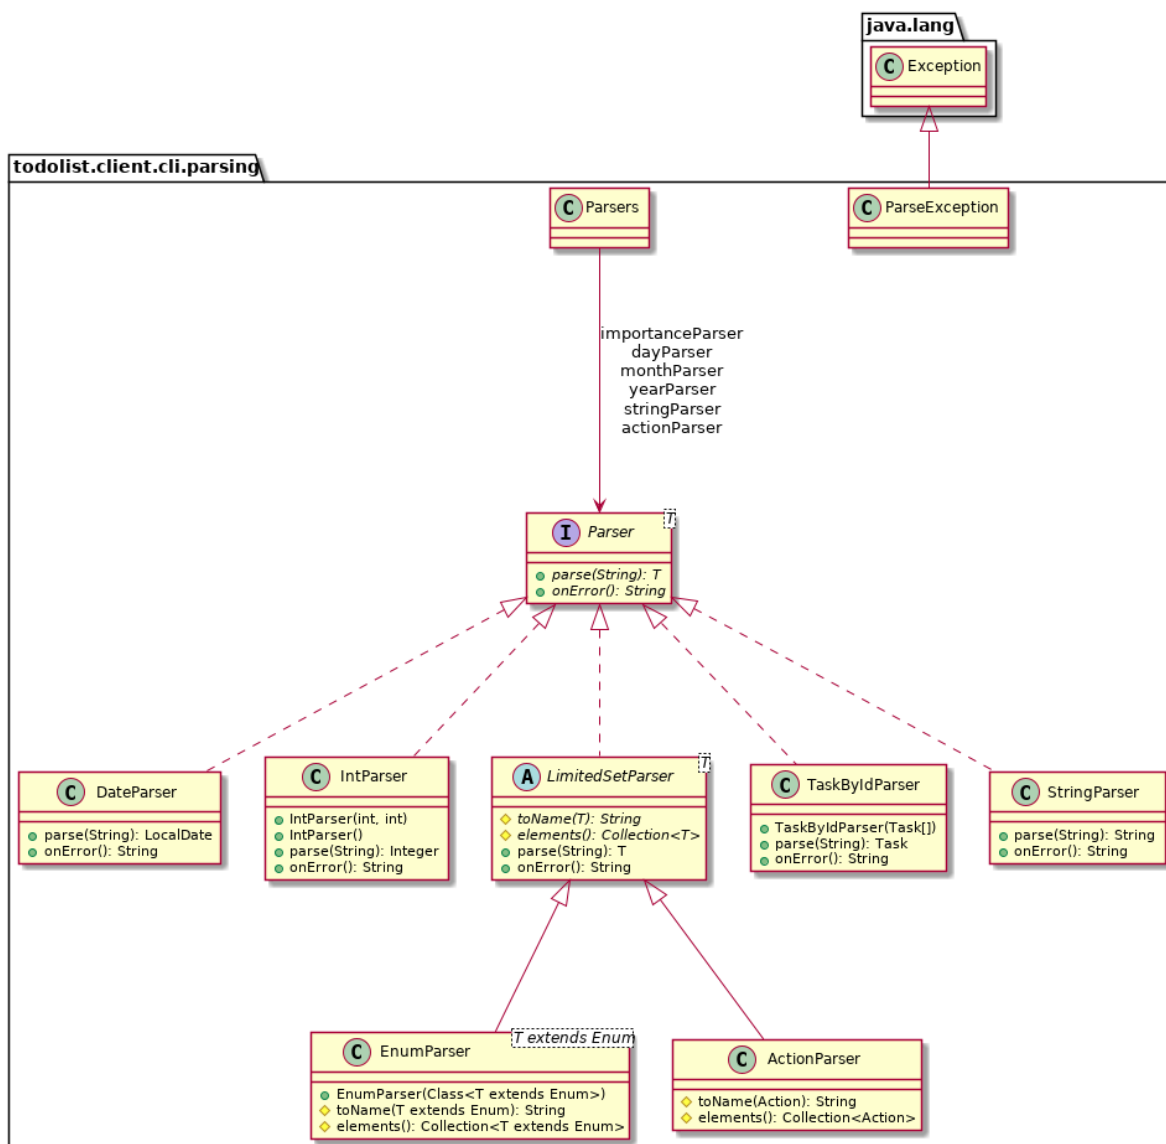 java.lang
C Exception
todolist.client.cli.parsing
C Parsers
C ParseException
importanceParser
dayParser
monthParser
yearParser
stringParser
actionParser
I Parser
T
parse(String): T
onError(): String
C DateParser
parse(String): LocalDate
onError(): String
C IntParser
IntParser(int, int)
IntParser()
parse(String): Integer
onError(): String
A LimitedSetParser
T
toName(T): String
elements(): Collection<T>
parse(String): T
onError(): String
C TaskByIdParser
TaskByIdParser(Task[])
parse(String): Task
onError(): String
C StringParser
parse(String): String
onError(): String
C EnumParser
T extends Enum
EnumParser(Class<T extends Enum>)
toName(T extends Enum): String
elements(): Collection<T extends Enum>
C ActionParser
toName(Action): String
elements(): Collection<Action>